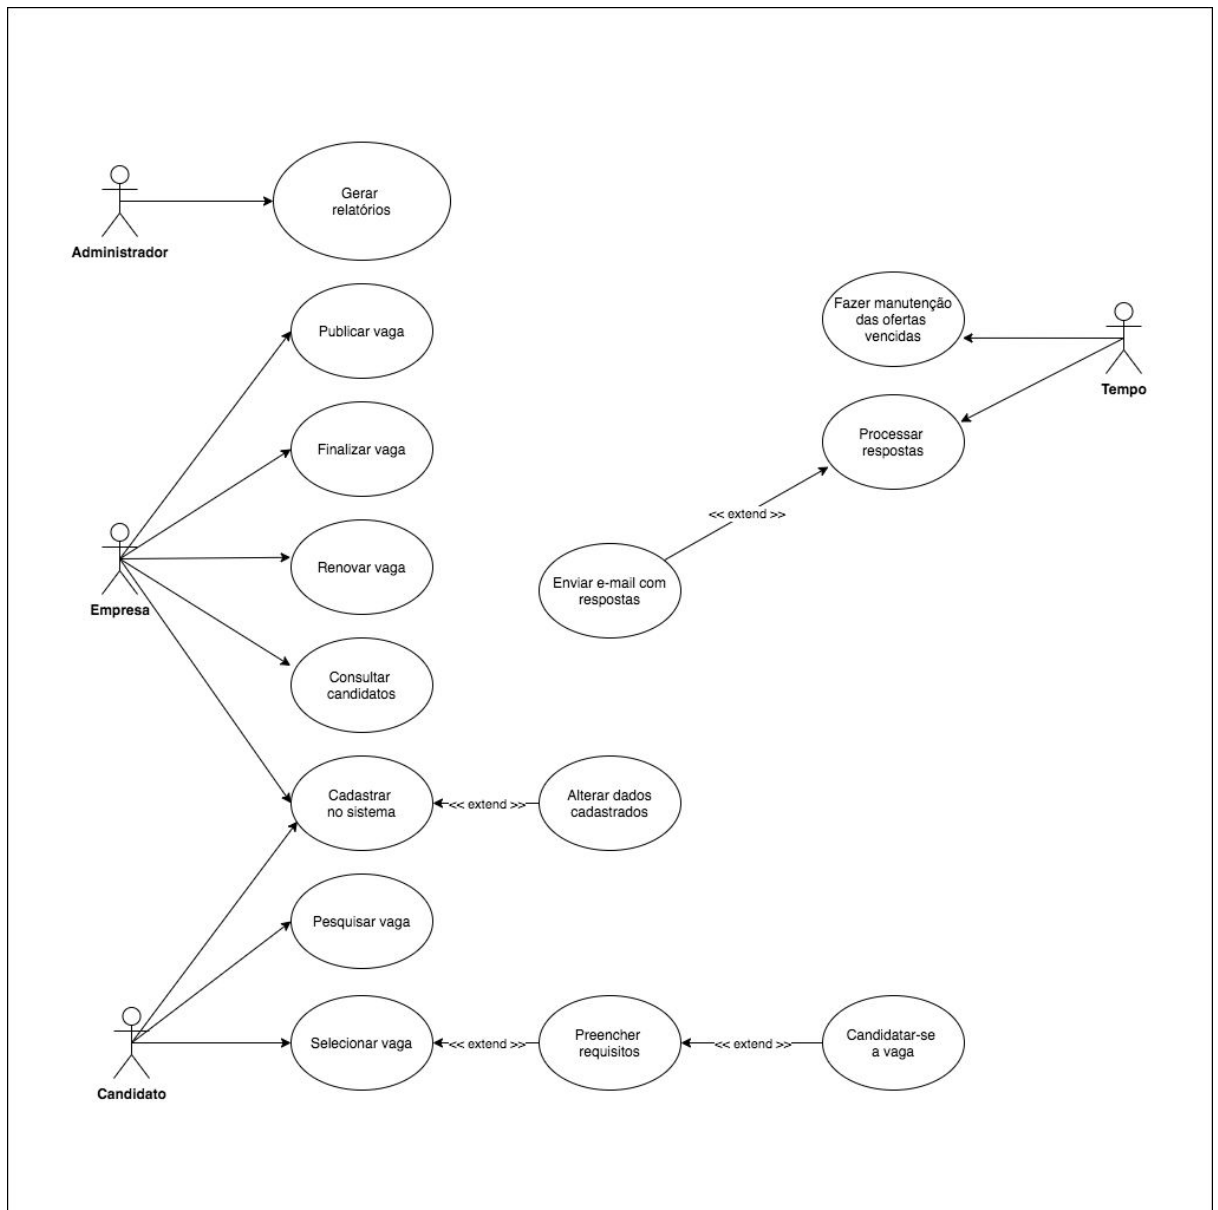 Gerar
relatórios
Administrador
Publicar vaga
Fazer manutenção
das ofertas
vencidas
Tempo
Finalizar vaga
Processar
respostas
<< extend >>
Renovar vaga
Enviar e-mail com
respostas
Empresa
Consultar
candidatos
Cadastrar
no sistema
<< extend >>
Alterar dados
cadastrados
Pesquisar vaga
Selecionar vaga
<< extend >>
Preencher
requisitos
<< extend >>
Candidatar-se
a vaga
Candidato